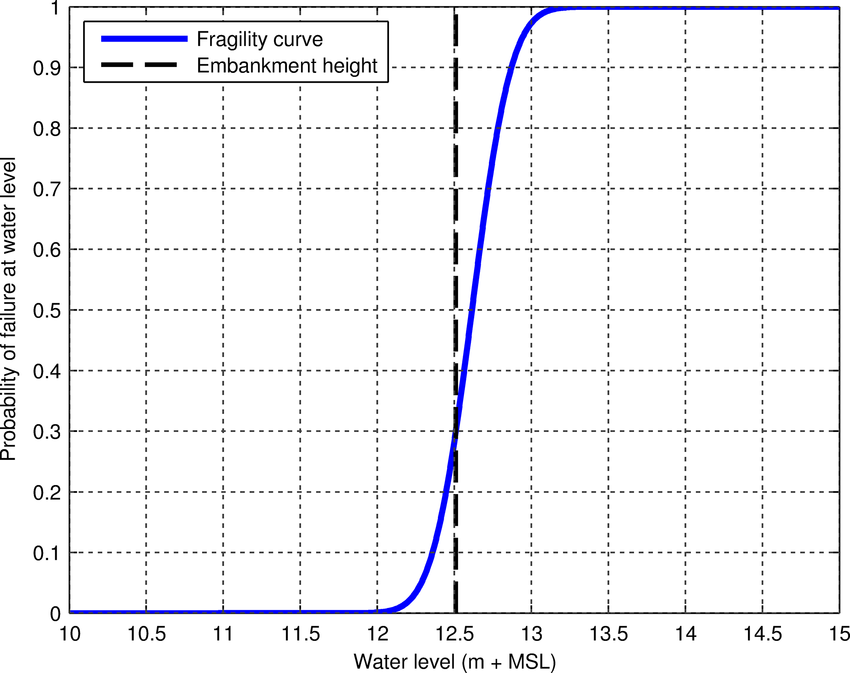 Fragility curve
Embankment height
Probability of failure at water level
1
0.9
0.8
0.7
0.6
0.5
0.4
0.3
0.2
0.1
0
10 10.5 11 11.5 12 12.5 13 13.5 14 14.5 15
Water level (m + MSL)